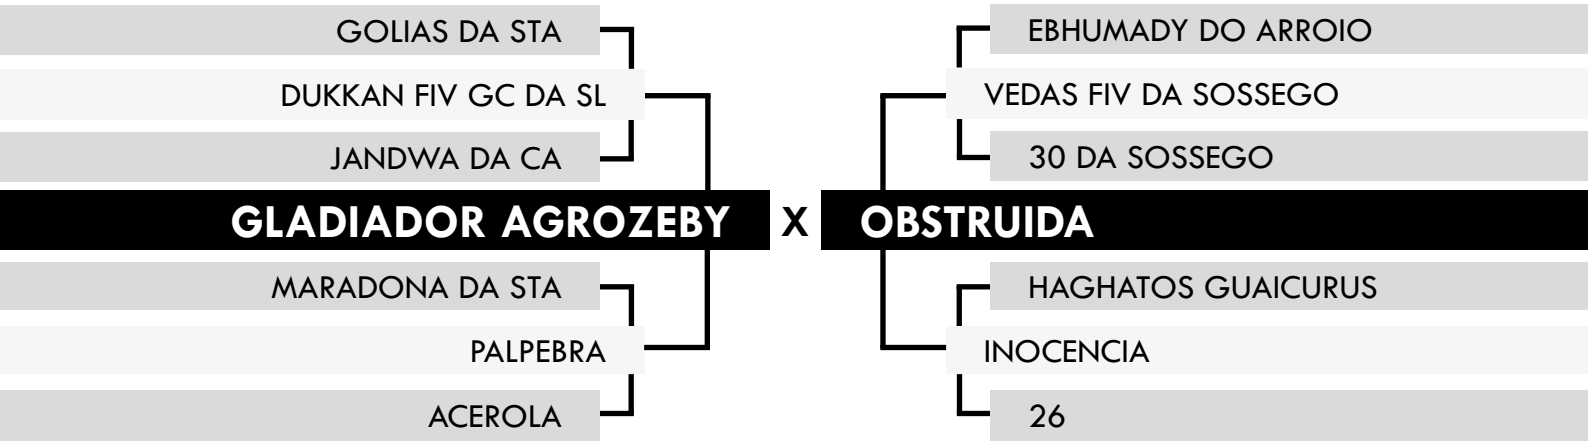 GOLIAS DA STA
DUKKAN FIV GC DA SL
JANDWA DA CA
GLADIADOR AGROZEBY X OBSTRUIDA
MARADONA DA STA
PALPEBRA
ACEROLA
EBHUMADY DO ARROIO
VEDAS FIV DA SOSSEGO
30 DA SOSSEGO
HAGHATOS GUAICURUS
INOCENCIA
26